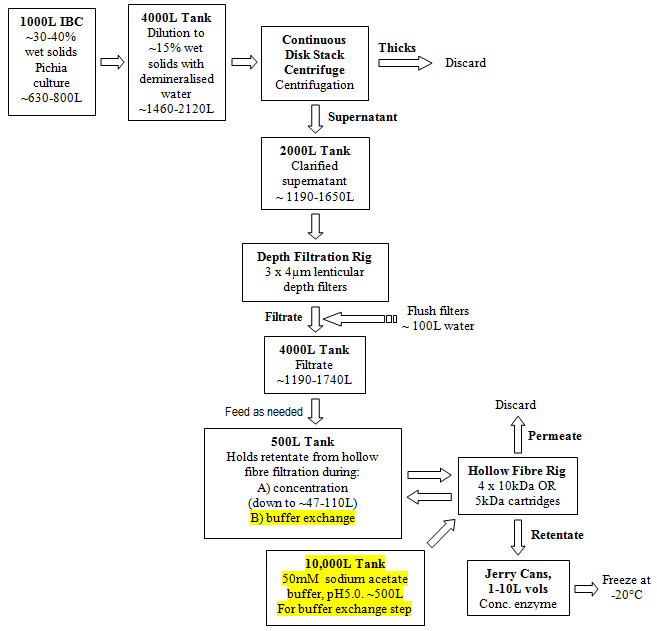 1000L IBC
~30-40%
wet solids
Pichia
culture
~630-800L
4000L Tank
Dilution to
~15% wet
solids with
demineralised
water
~1460-2120L
Continuous
Disk Stack
Centrifuge
Centrifugation
Thicks
Discard
Supernatant
2000L Tank
Clarified
supernatant
~ 1190-1650L
Depth Filtration Rig
3 x 4µm lenticular
depth filters
Filtrate
Flush filters
~ 100L water
4000L Tank
Filtrate
~1190-1740L
Feed as needed
Discard
Permeate
500L Tank
Holds retentate from hollow
fibre filtration during:
A) concentration
(down to ~47-110L)
B) buffer exchange
Hollow Fibre Rig
4 x 10kDa OR
5kDa cartridges
Retentate
10,000L Tank
50mM sodium acetate
buffer, pH5.0. ~500L
For buffer exchange step
Jerry Cans,
1-10L vols
Conc. enzyme
Freeze at
-20°C